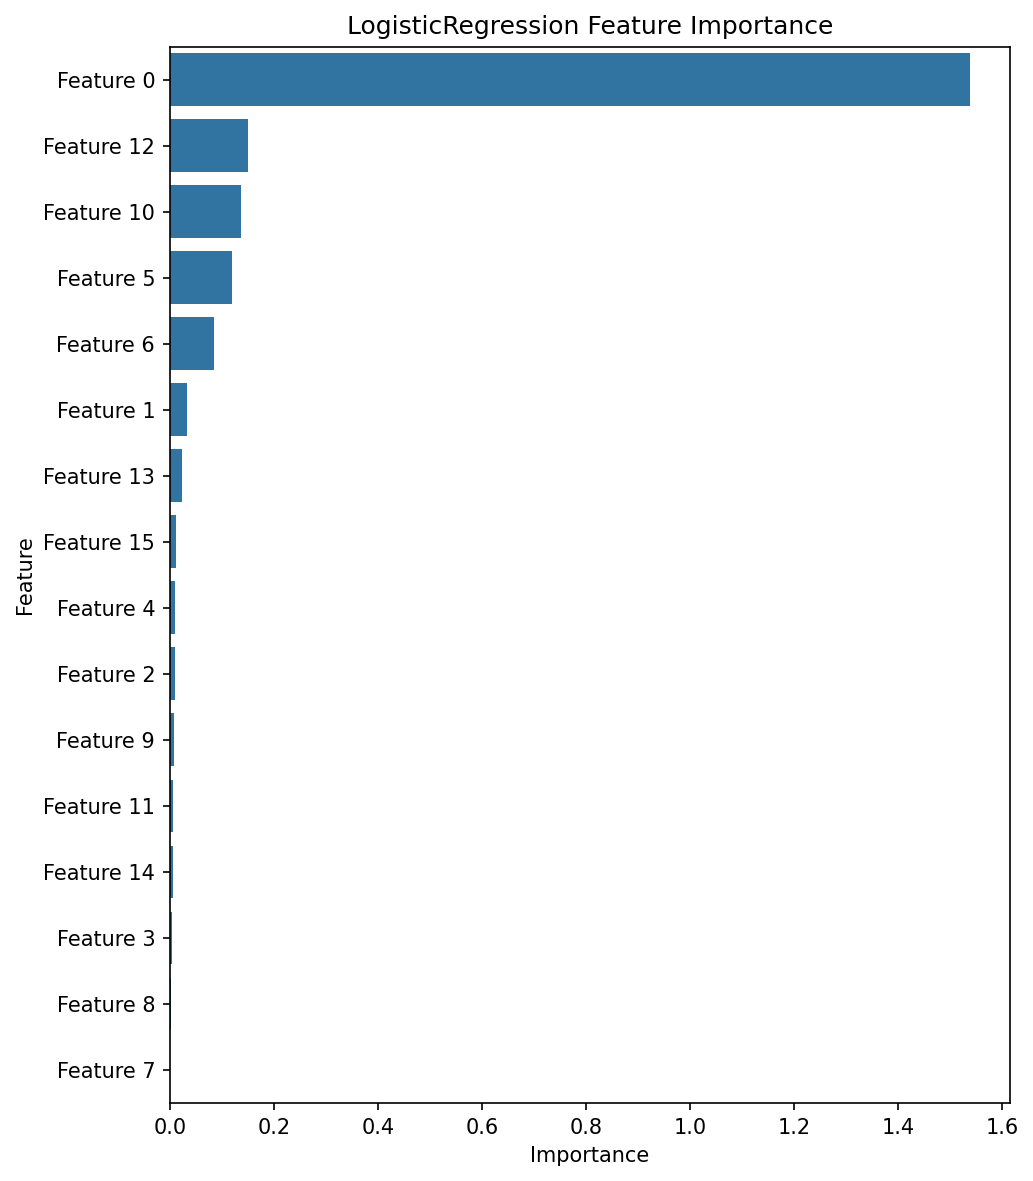 LogisticRegression Feature Importance
Feature 0
Feature 12
Feature 10
Feature 5
Feature 6
Feature 1
Feature 13
Feature 15
Feature 4
Feature 2
Feature 9
Feature 11
Feature 14
Feature 3
Feature 8
Feature 7
Feature
0.0 0.2 0.4 0.6 0.8 1.0 1.2 1.4 1.6
Importance